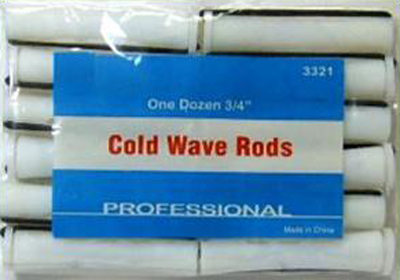 3321
One Dozen 3/4"
Cold Wave Rods
PROFESSIONAL
Made in China